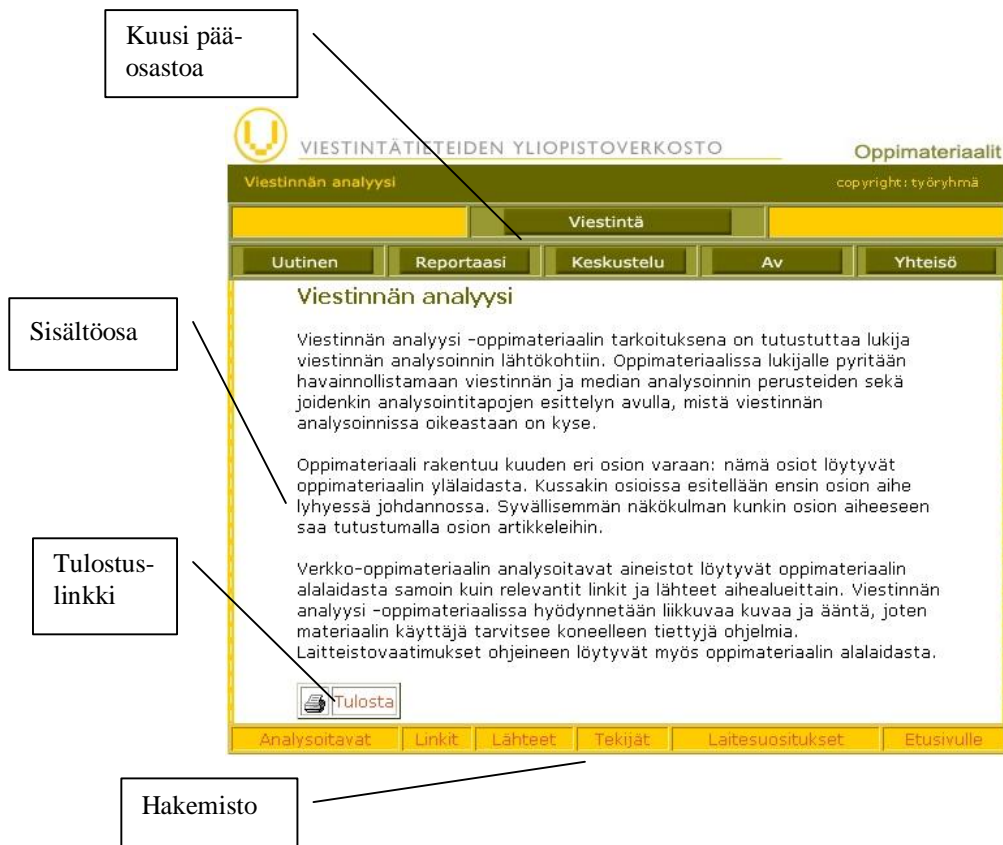 Kuusi pää-
osastoa
VIESTINTÄTIETEIDEN YLIOPISTOVERKOSTO
Oppimateriaalit
Viestinnän analyysi
copyright: työryhmä
Viestintä
Uutinen
Reportaasi
Keskustelu
Av
Yhteisö
Viestinnän analyysi
Sisältöosa
Viestinnän analyysi –oppimateriaalin tarkoituksena on tutustuttaa lukija
viestinnän analysoinnin lähtökohtiin. Oppimateriaalissa lukijalle pyritään
havainnollistamaan viestinnän ja median analysoinnin perusteiden sekä
joidenkin analysointitapojen esittelyn avulla, mistä viestinnän
analysoinnissa oikeastaan on kyse.
Oppimateriaali rakentuu kuuden eri osion varaan: nämä osiot löytyvät
oppimateriaalin ylälaidasta. Kussakin osioissa esitellään ensin osion aihe
lyhyessä johdannossa. Syvällisemmän näkökulman kunkin osion aiheeseen
saa tutustumalla osion artikkeleihin.
Tulostus-
linkki
Verkko-oppimateriaalin analysoitavat aineistot löytyvät oppimateriaalin
alalaidasta samoin kuin relevantit linkit ja lähteet aihealueittain. Viestinnän
analyysi –oppimateriaalissa hyödynnetään liikkuvaa kuvaa ja ääntä, joten
materiaalin käyttäjä tarvitsee koneelleen tiettyjä ohjelmia.
Laitteistovaatimukset ohjeineen löytyvät myös oppimateriaalin alalaidasta.
Tulosta
Analysoitavat
Linkit
Lähteet
Tekijät
Laitesuositukset
Etusivulle
Hakemisto